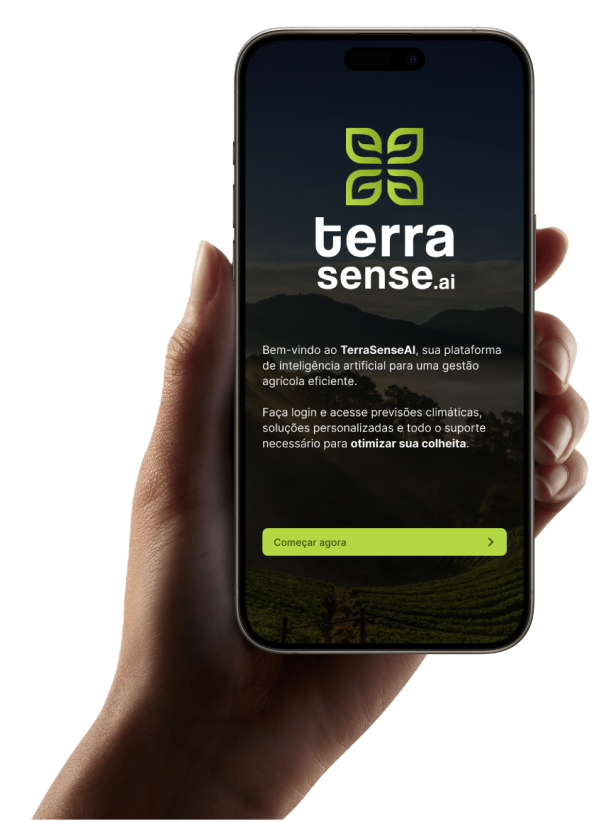 terra
sense.ai
Bem-vindo ao TerraSenseAI, sua plataforma
de inteligência artificial para uma gestão
agrícola eficiente.
Faça login e acesse previsões climáticas,
soluções personalizadas e todo o suporte
necessário para otimizar sua colheita.
Começar agora